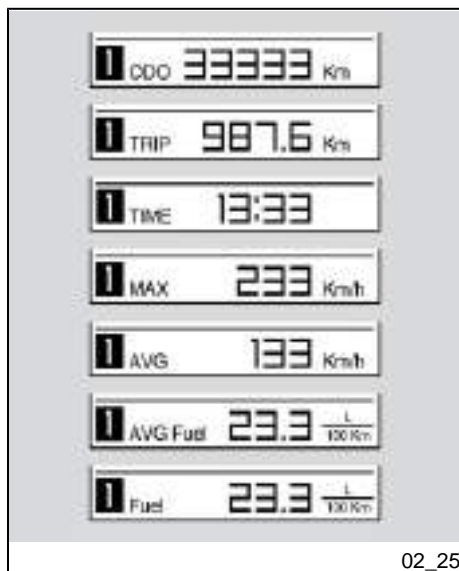 1 ODO 33333 Km
1 TRIP 987.6 Km
1 TIME 13:33
1 MAX 233 Km/h
1 AVG 133 Km/h
1 AVG Fuel 23.3 L/100 Km
1 Fuel 23.3 L/100 Km
02_25